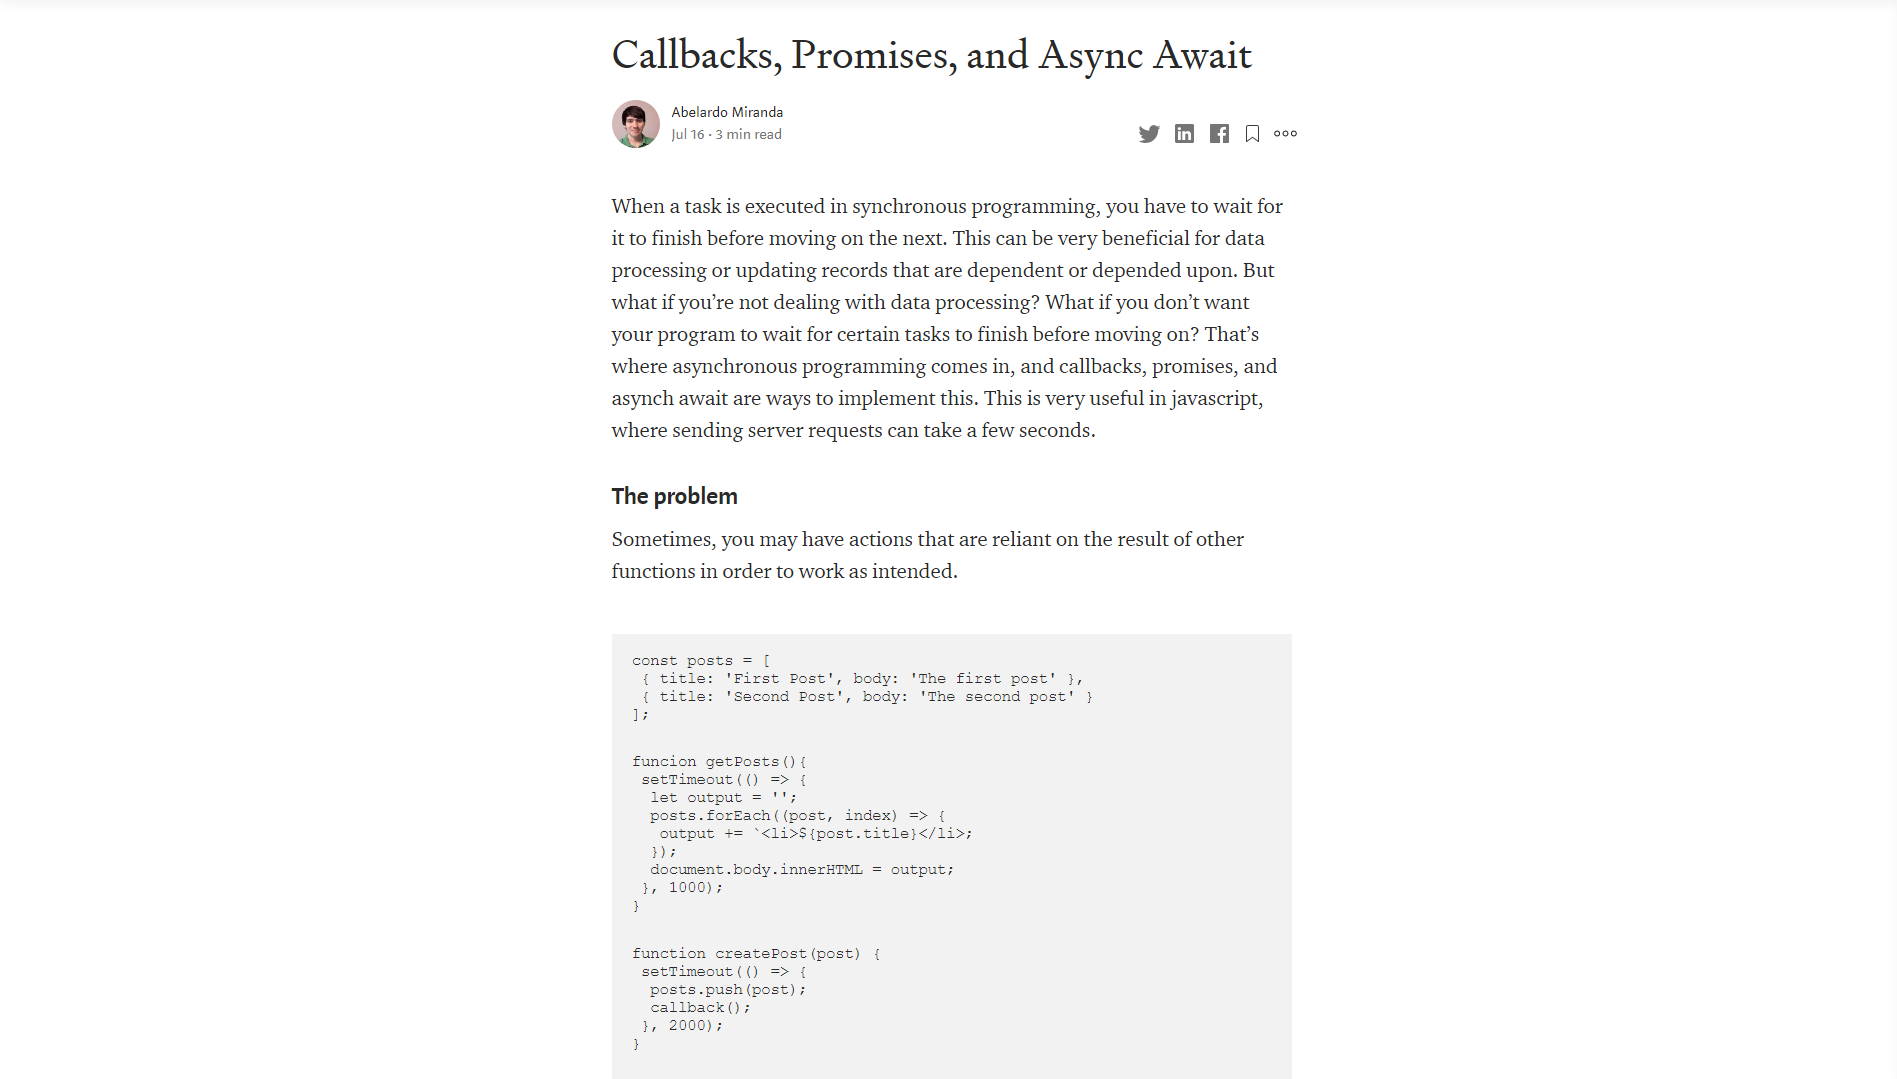 Callbacks, Promises, and Async Await
Abelardo Miranda
Jul 16 · 3 min read
When a task is executed in synchronous programming, you have to wait for
it to finish before moving on the next. This can be very beneficial for data
processing or updating records that are dependent or depended upon. But
what if you’re not dealing with data processing? What if you don’t want
your program to wait for certain tasks to finish before moving on? That’s
where asynchronous programming comes in, and callbacks, promises, and
asynch await are ways to implement this. This is very useful in javascript,
where sending server requests can take a few seconds.
The problem
Sometimes, you may have actions that are reliant on the result of other
functions in order to work as intended.
const posts = [
 { title: 'First Post', body: 'The first post' },
 { title: 'Second Post', body: 'The second post' }
];
funcion getPosts(){
 setTimeout(() => {
  let output = '';
  posts.forEach((post, index) => {
   output += `<li>${post.title}</li>;
  });
  document.body.innerHTML = output;
 }, 1000);
}
function createPost(post) {
 setTimeout(() => {
  posts.push(post);
  callback();
 }, 2000);
}